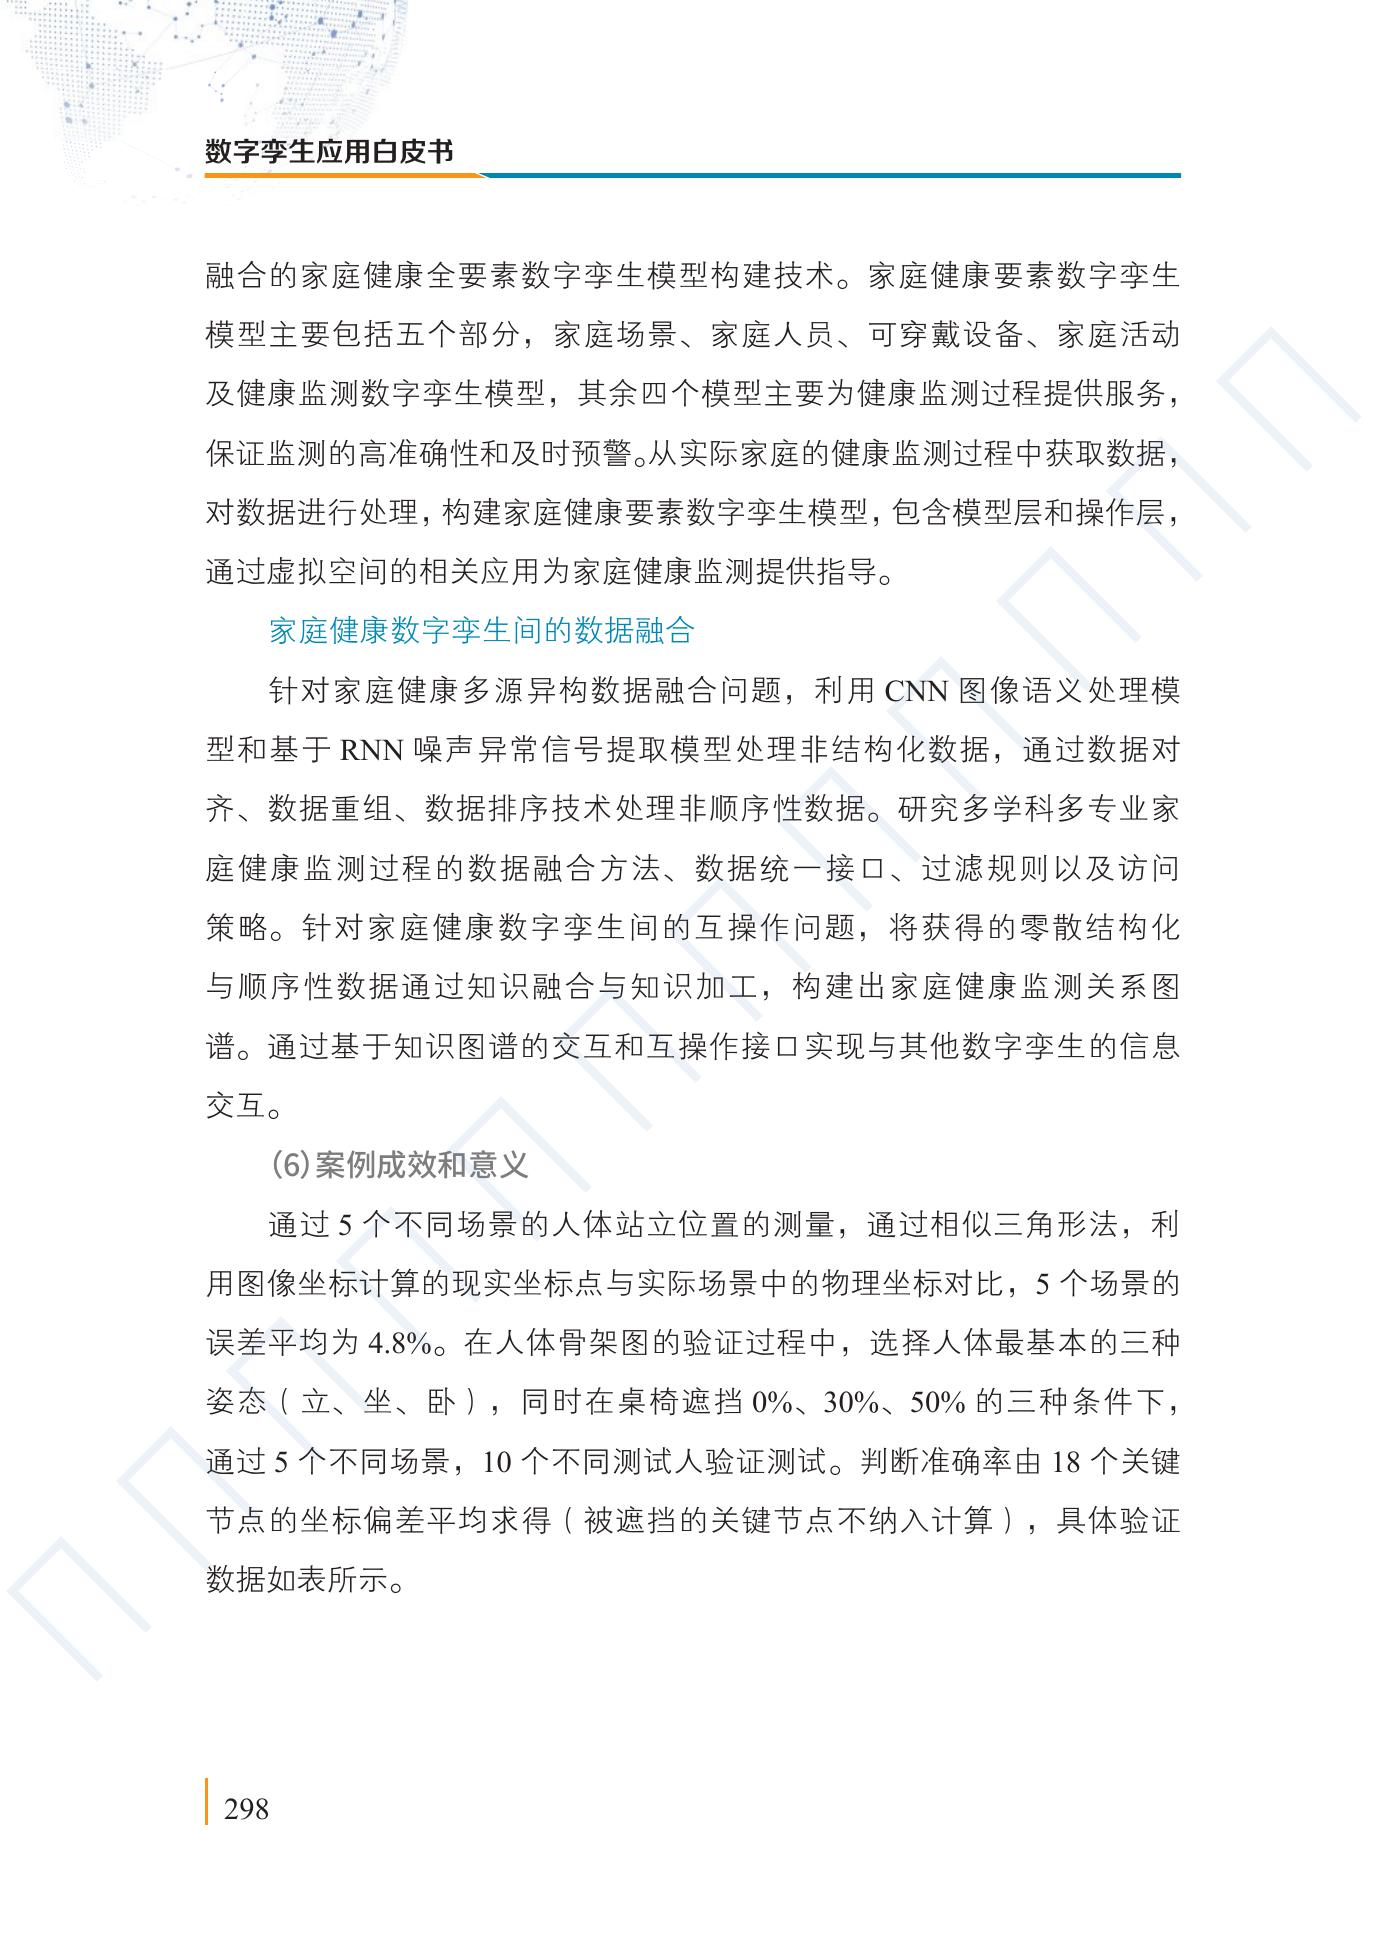 数字孪生应用白皮书
融合的家庭健康全要素数字孪生模型构建技术。家庭健康要素数字孪生
模型主要包括五个部分，家庭场景、家庭人员、可穿戴设备、家庭活动
及健康监测数字孪生模型，其余四个模型主要为健康监测过程提供服务，
保证监测的高准确性和及时预警。从实际家庭的健康监测过程中获取数据，
对数据进行处理，构建家庭健康要素数字孪生模型，包含模型层和操作层，
通过虚拟空间的相关应用为家庭健康监测提供指导。
家庭健康数字孪生间的数据融合
针对家庭健康多源异构数据融合问题，利用 CNN 图像语义处理模
型和基于 RNN 噪声异常信号提取模型处理非结构化数据，通过数据对
齐、数据重组、数据排序技术处理非顺序性数据。研究多学科多专业家
庭健康监测过程的数据融合方法、数据统一接口、过滤规则以及访问
策略。针对家庭健康数字孪生间的互操作问题，将获得的零散结构化
与顺序性数据通过知识融合与知识加工，构建出家庭健康监测关系图
谱。通过基于知识图谱的交互和互操作接口实现与其他数字孪生的信息
交互。
（6）案例成效和意义
通过 5 个不同场景的人体站立位置的测量，通过相似三角形法，利
用图像坐标计算的现实坐标点与实际场景中的物理坐标对比，5 个场景的
误差平均为 4.8%。在人体骨架图的验证过程中，选择人体最基本的三种
姿态（立、坐、卧），同时在桌椅遮挡 0%、30%、50% 的三种条件下，
通过 5 个不同场景，10 个不同测试人验证测试。判断准确率由 18 个关键
节点的坐标偏差平均求得（被遮挡的关键节点不纳入计算），具体验证
数据如表所示。
298